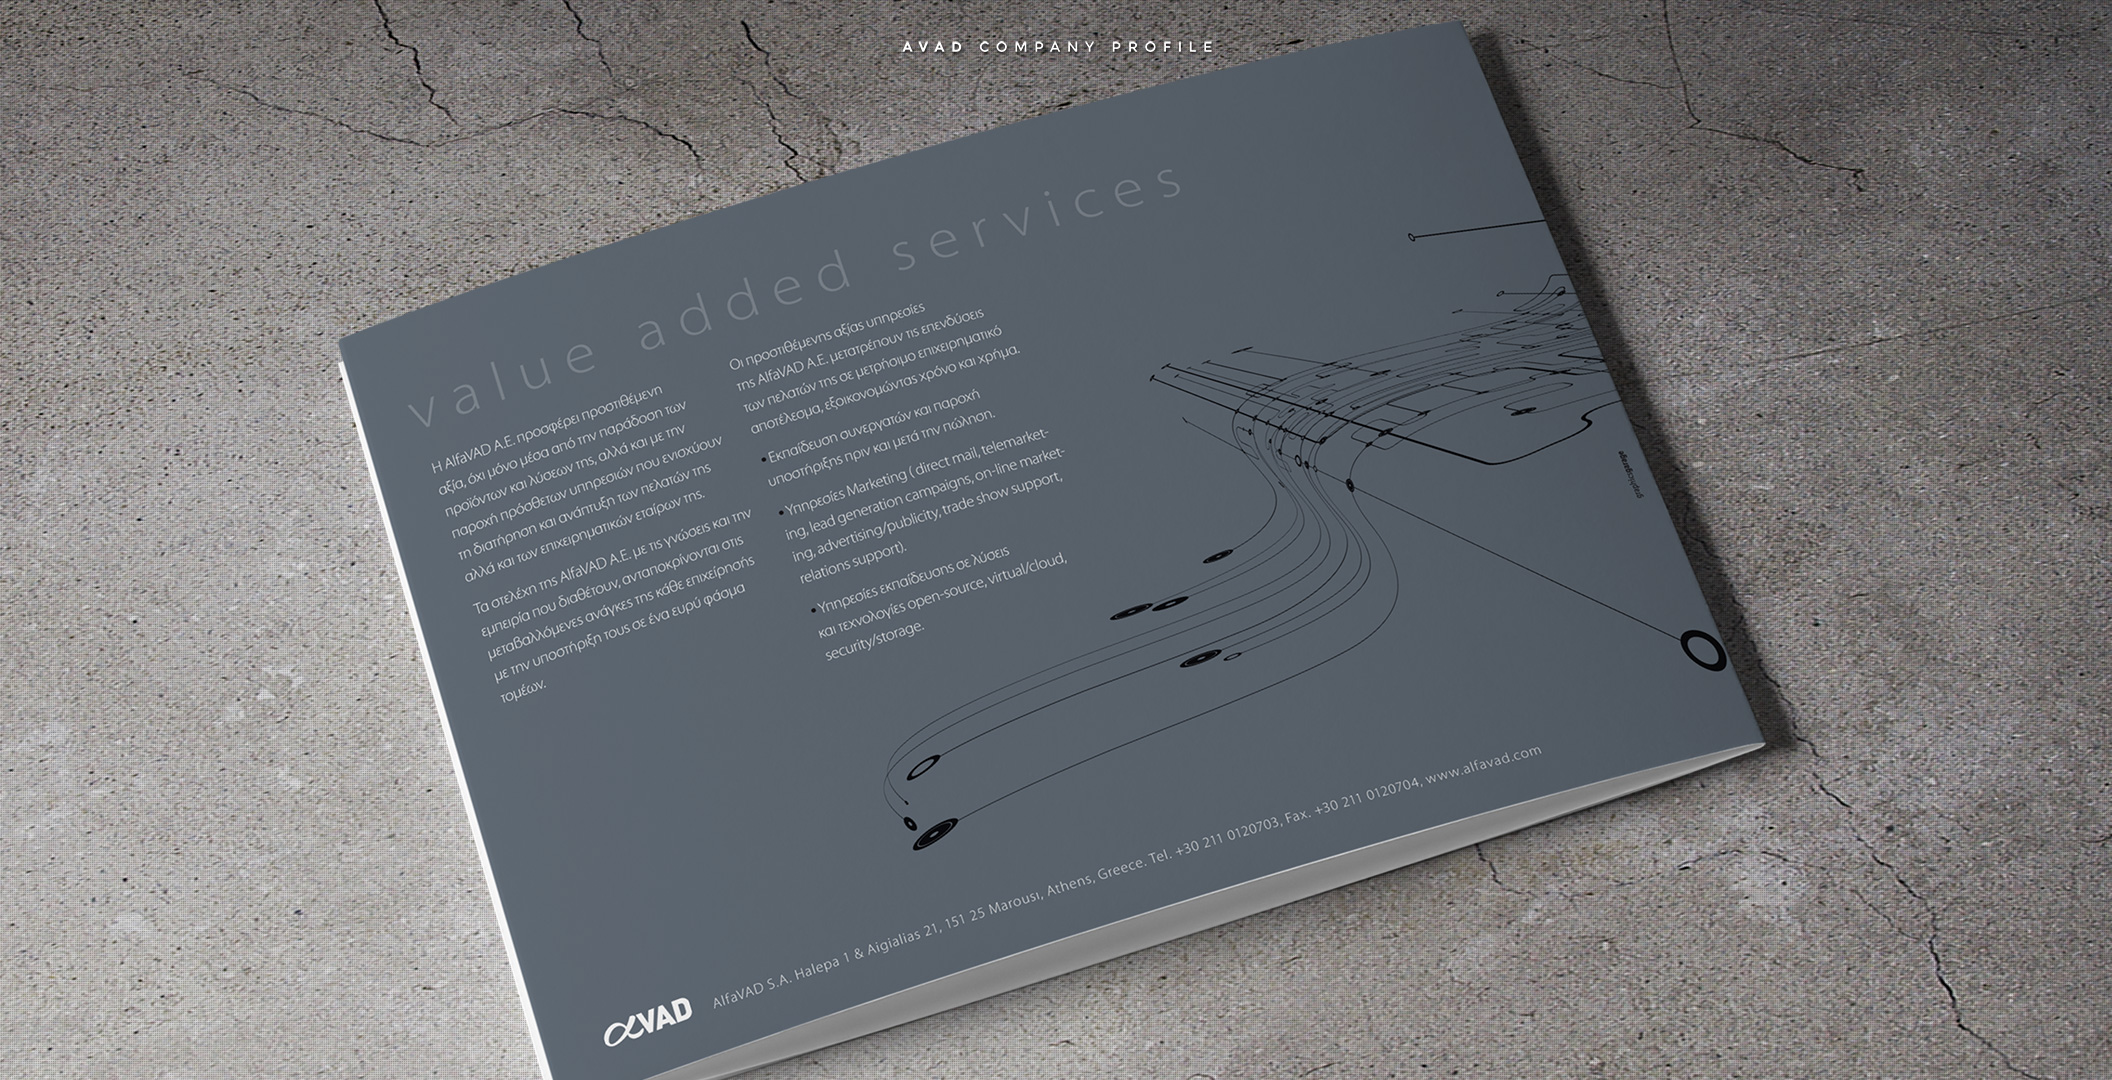 AVAD COMPANY PROFILE
value added services
Η AlfaVAD Α.Ε. προσφέρει προστιθέμενη
αξία, όχι μόνο μέσα από την παράδοση των
προϊόντων και λύσεων της, αλλά και με την
παροχή πρόσθετων υπηρεσιών που ενισχύουν
τη διατήρηση και ανάπτυξη των πελατών της
αλλά και των επιχειρηματικών εταίρων της.
Τα στελέχη της AlfaVAD Α.Ε. με τις γνώσεις και την
εμπειρία που διαθέτουν, ανταποκρίνονται στις
μεταβαλλόμενες ανάγκες της κάθε επιχείρησής
με την υποστήριξη τους σε ένα ευρύ φάσμα
τομέων.
Οι προστιθέμενης αξίας υπηρεσίες
της AlfaVAD Α.Ε. μετατρέπουν τις επενδύσεις
των πελατών της σε μετρήσιμο επιχειρηματικό
αποτέλεσμα, εξοικονομώντας χρόνο και χρήμα.
• Εκπαίδευση συνεργατών και παροχή
υποστήριξης πριν και μετά την πώληση.
• Υπηρεσίες Marketing ( direct mail, telemarket-
ing, lead generation campaigns, on-line market-
ing, advertising/publicity, trade show support,
relations support).
• Υπηρεσίες εκπαίδευσης σε λύσεις
και τεχνολογίες open-source, virtual/cloud,
security/storage.
αVAD
AlfaVAD S.A. Halepa 1 & Aigialias 21, 151 25 Marousı, Athens, Greece. Tel. +30 211 0120703, Fax. +30 211 0120704, www.alfavad.com